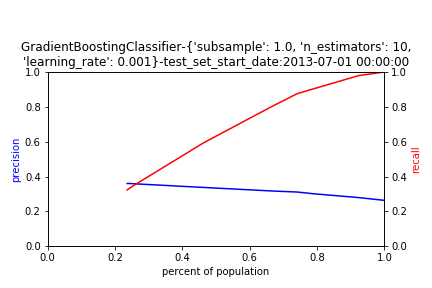 GradientBoostingClassifier-{'subsample': 1.0, 'n_estimators': 10,
'learning_rate': 0.001}-test_set_start_date:2013-07-01 00:00:00
1.0
0.8
0.6
0.4
0.2
0.0
precision
1.0
0.8
0.6
0.4
0.2
0.0
recall
0.0 0.2 0.4 0.6 0.8 1.0
percent of population